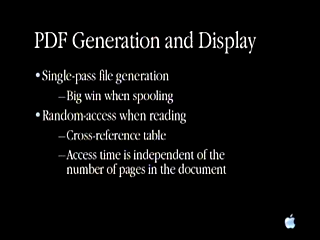 PDF Generation and Display
•Single-pass file generation
–Big win when spooling
•Random-access when reading
–Cross-reference table
–Access time is independent of the
number of pages in the document